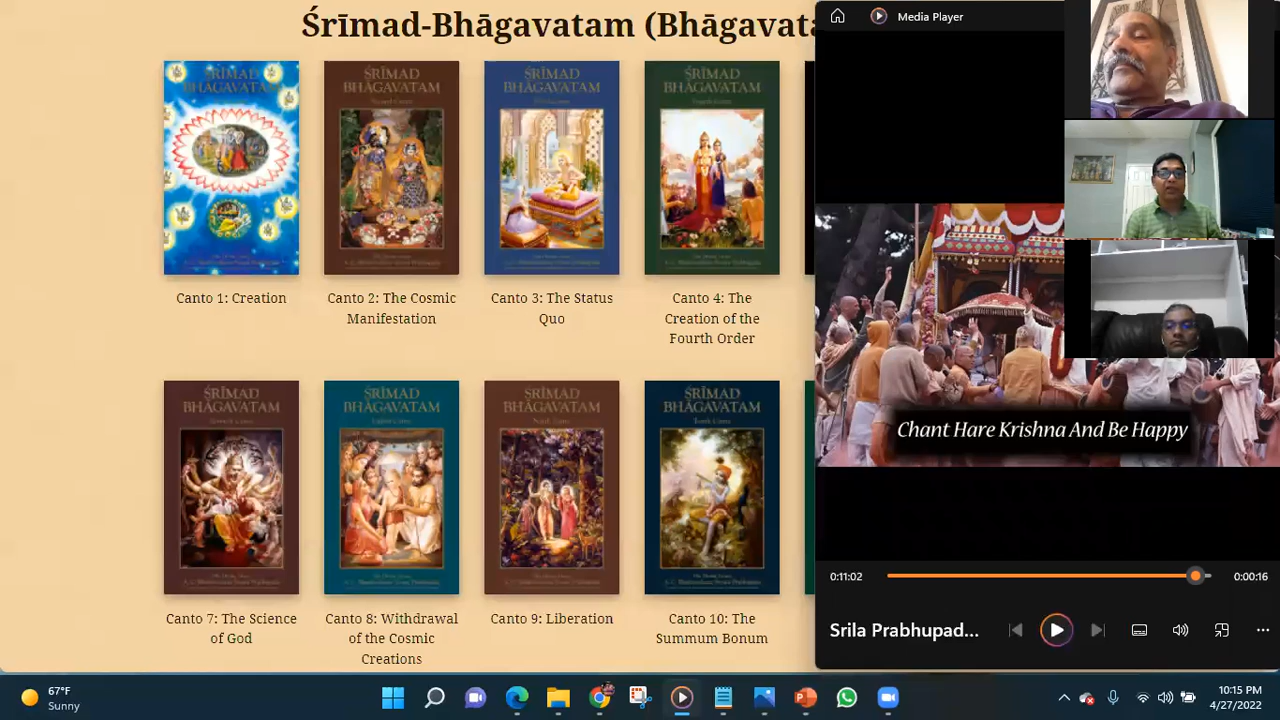 Śrīmad-Bhāgavatam (Bhāgavata
ŚRĪMAD
BHĀGAVATAM
ŚRĪMAD
BHĀGAVATAM
ŚRĪMAD
BHĀGAVATAM
ŚRĪMAD
BHĀGAVATAM
Canto 1: Creation
Canto 2: The Cosmic
Manifestation
Canto 3: The Status
Quo
Canto 4: The
Creation of the
Fourth Order
ŚRĪMAD
BHĀGAVATAM
ŚRĪMAD
BHĀGAVATAM
ŚRĪMAD
BHĀGAVATAM
ŚRĪMAD
BHĀGAVATAM
Canto 7: The Science
of God
Canto 8: Withdrawal
of the Cosmic
Creations
Canto 9: Liberation
Canto 10: The
Summum Bonum
Media Player
Chant Hare Krishna And Be Happy
0:11:02
0:00:16
Srila Prabhupad...
67°F
Sunny
10:15 PM
4/27/2022